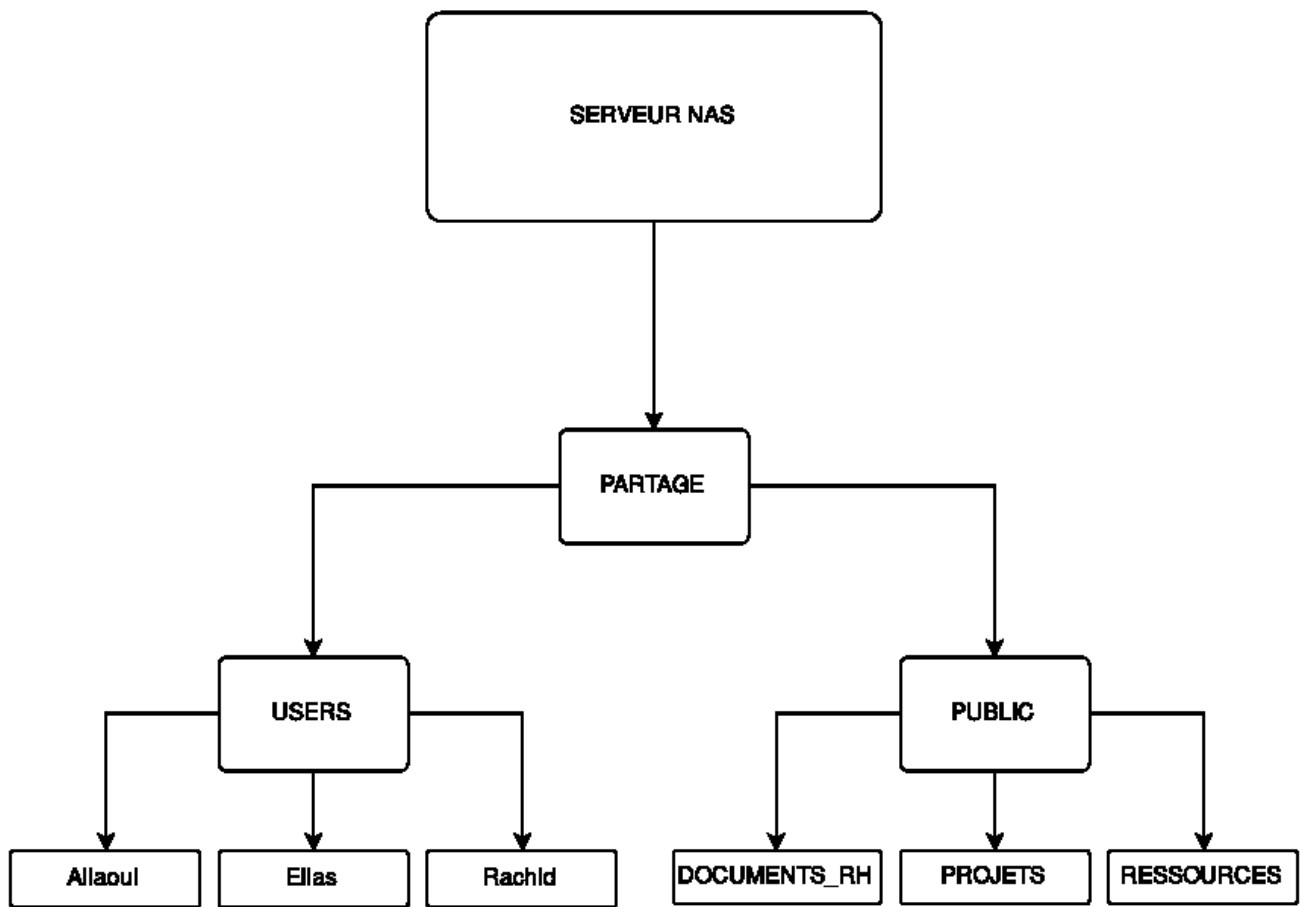 SERVEUR NAS
PARTAGE
USERS
PUBLIC
Allaoui
Elias
Rachid
DOCUMENTS_RH
PROJETS
RESSOURCES